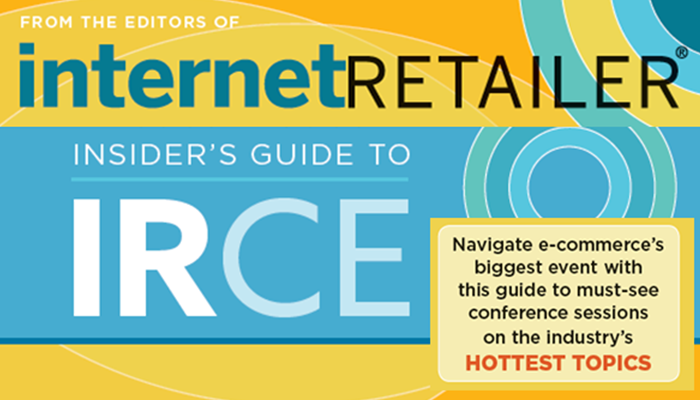 FROM THE EDITORS OF
internetRETAILER®
INSIDER'S GUIDE TO
IRCE
Navigate e-commerce's
biggest event with
this guide to must-see
conference sessions
on the industry's
HOTTEST TOPICS